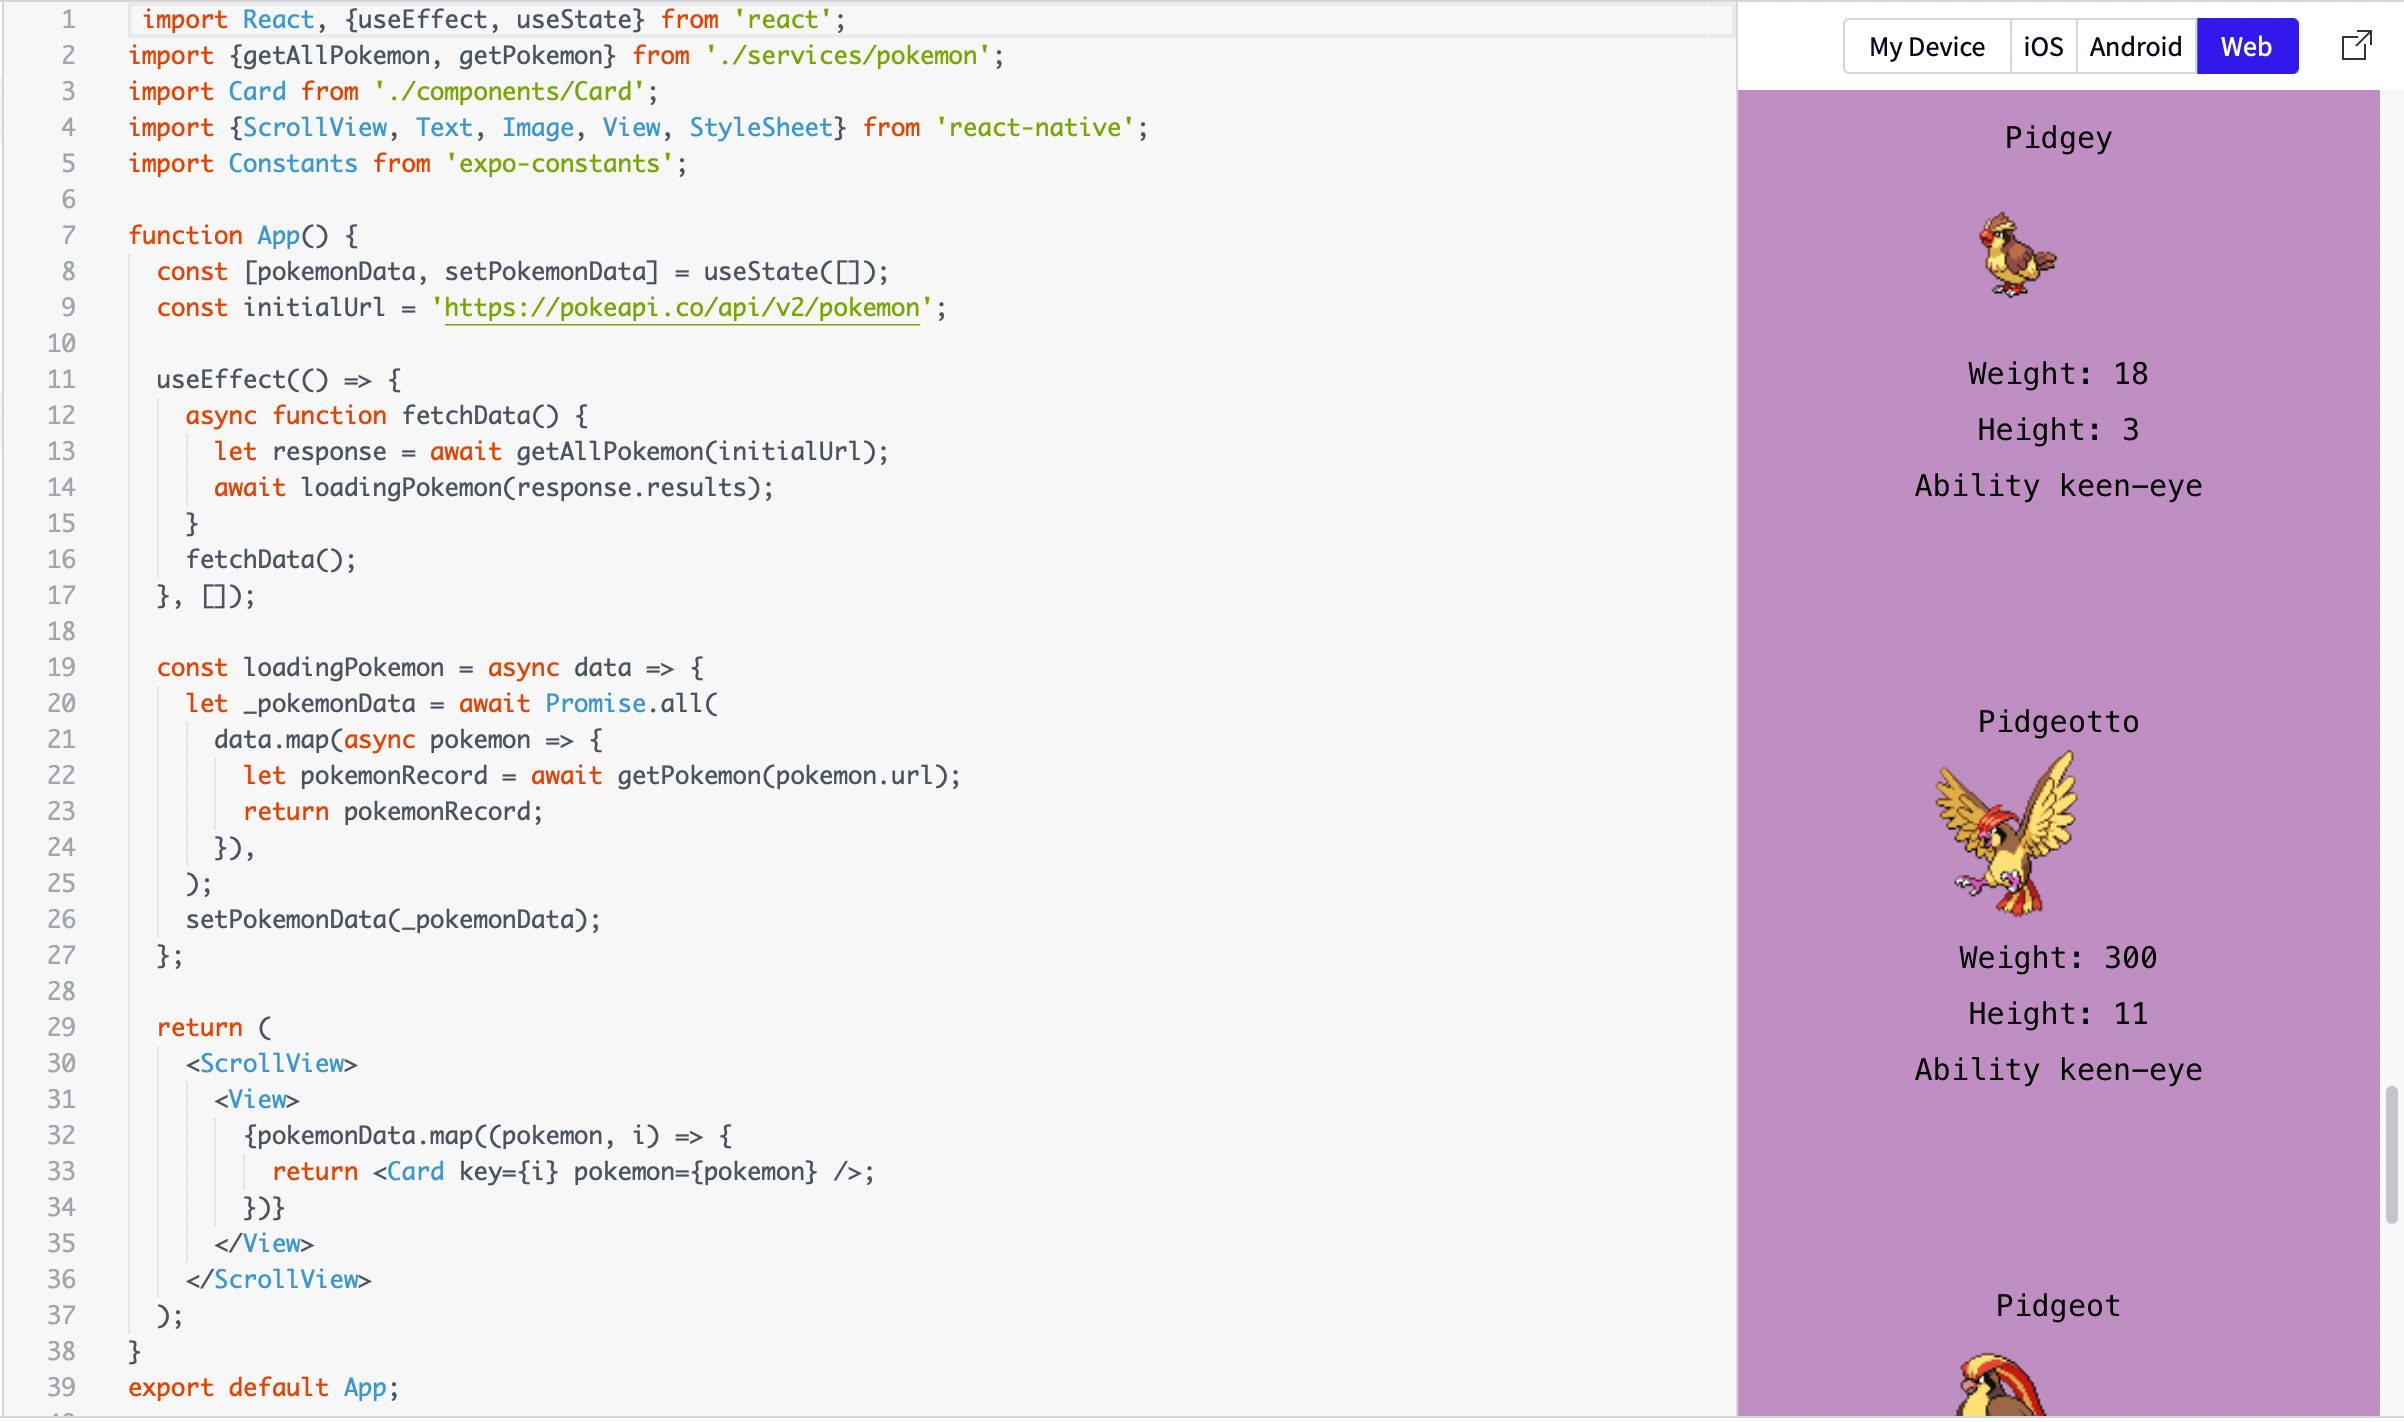 1 import React, {useEffect, useState} from 'react';
2 import {getAllPokemon, getPokemon} from './services/pokemon';
3 import Card from './components/Card';
4 import {ScrollView, Text, Image, View, StyleSheet} from 'react-native';
5 import Constants from 'expo-constants';
6
7 function App() {
8 const [pokemonData, setPokemonData] = useState([]);
9 const initialUrl = 'https://pokeapi.co/api/v2/pokemon';
10
11 useEffect(() => {
12 async function fetchData() {
13 let response = await getAllPokemon(initialUrl);
14 await loadingPokemon(response.results);
15 }
16 fetchData();
17 }, []);
18
19 const loadingPokemon = async data => {
20 let _pokemonData = await Promise.all(
21 data.map(async pokemon => {
22 let pokemonRecord = await getPokemon(pokemon.url);
23 return pokemonRecord;
24 }),
25 );
26 setPokemonData(_pokemonData);
27 };
28
29 return (
30 <ScrollView>
31 <View>
32 {pokemonData.map((pokemon, i) => {
33 return <Card key={i} pokemon={pokemon} />;
34 })}
35 </View>
36 </ScrollView>
37 );
38 }
39 export default App;
My Device iOS Android Web
Pidgey
Weight: 18
Height: 3
Ability keen-eye
Pidgeotto
Weight: 300
Height: 11
Ability keen-eye
Pidgeot